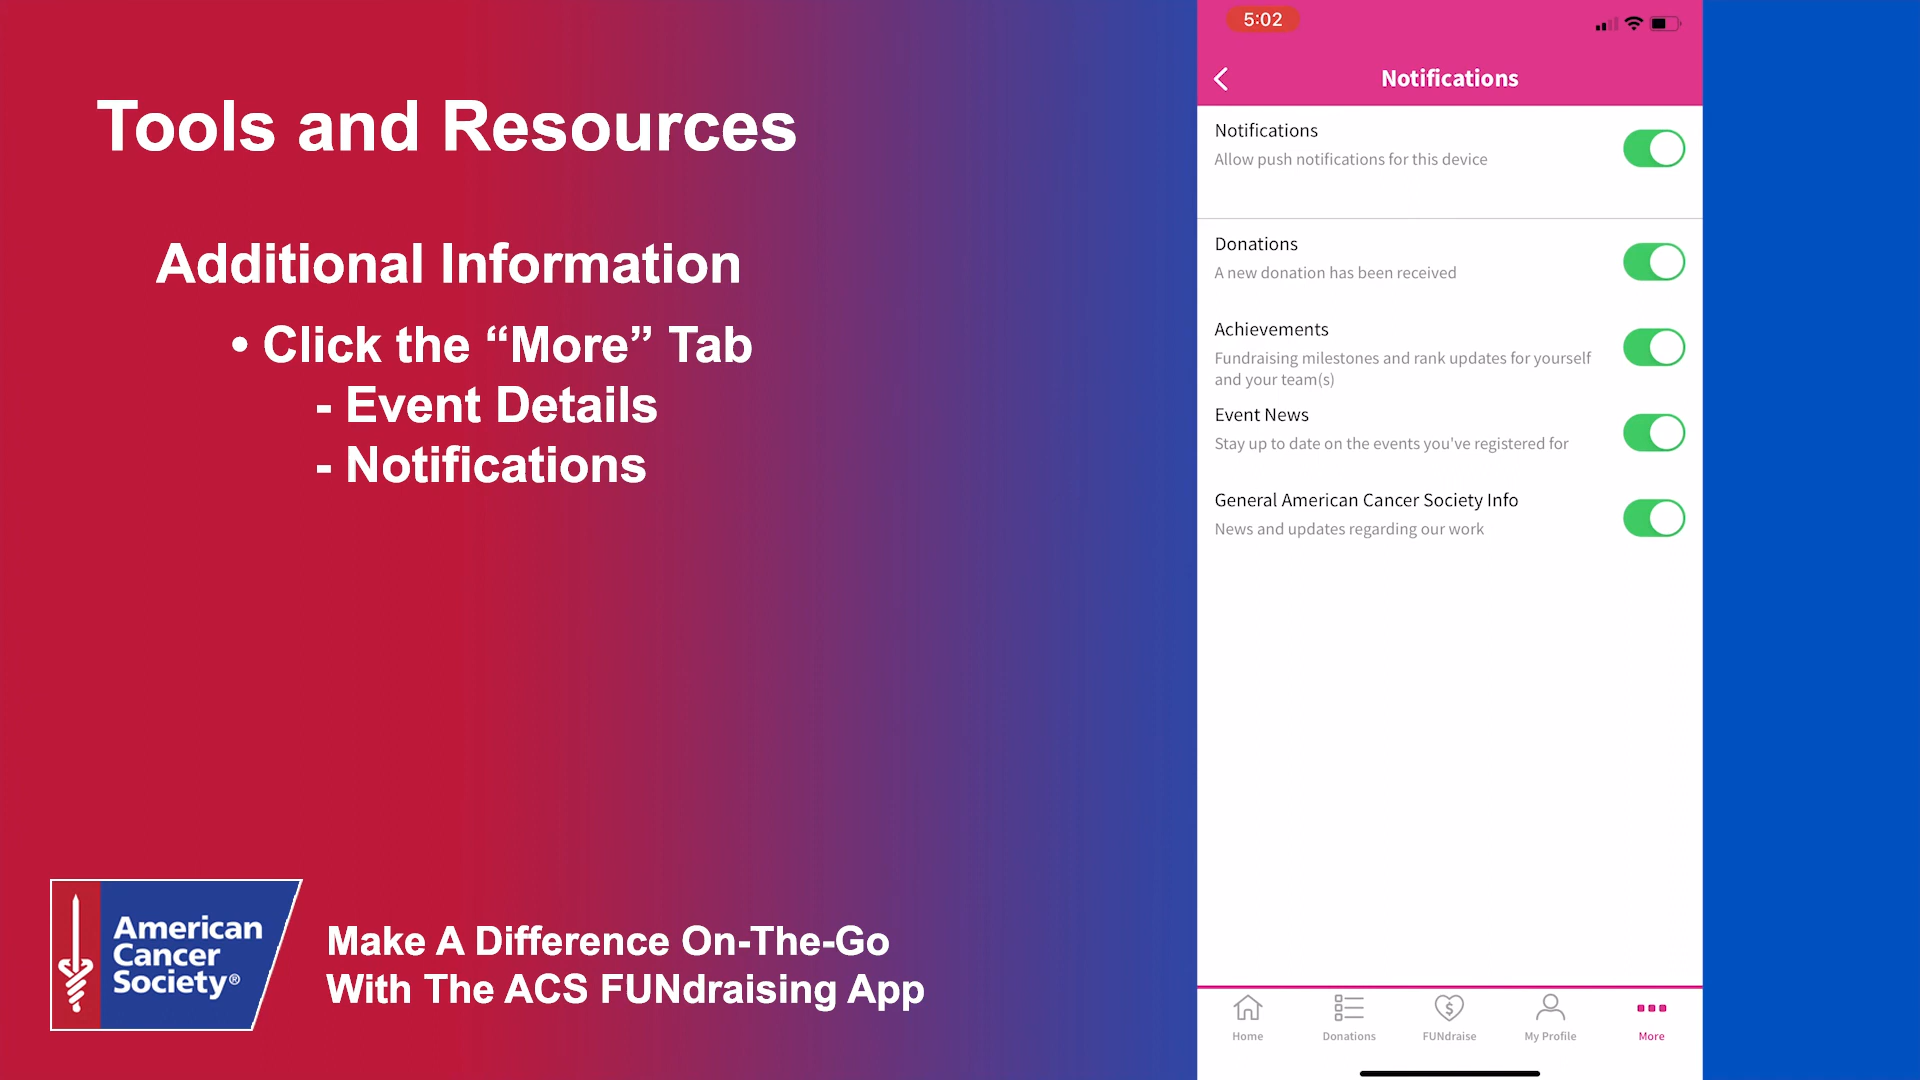 Tools and Resources
Additional Information
• Click the “More” Tab
- Event Details
- Notifications
American
Cancer
Society®
Make A Difference On-The-Go
With The ACS FUNdraising App
5:02
Notifications
Notifications
Allow push notifications for this device
Donations
A new donation has been received
Achievements
Fundraising milestones and rank updates for yourself
and your team(s)
Event News
Stay up to date on the events you've registered for
General American Cancer Society Info
News and updates regarding our work
Home Donations FUNdraise My Profile More